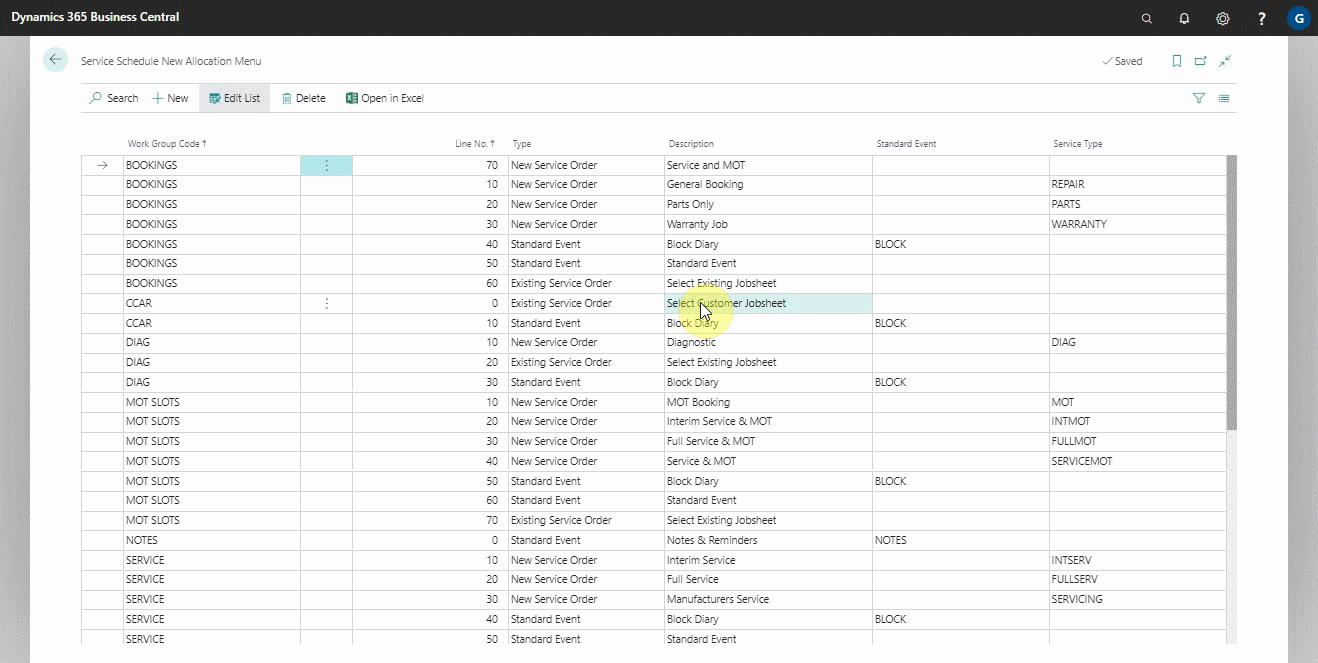 Dynamics 365 Business Central ? G
Service Schedule New Allocation Menu Saved
Search New Edit List Delete Open in Excel
Work Group Code ↑ Line No. ↑ Type Description Standard Event Service Type
BOOKINGS 70 New Service Order Service and MOT
BOOKINGS 10 New Service Order General Booking REPAIR
BOOKINGS 20 New Service Order Parts Only PARTS
BOOKINGS 30 New Service Order Warranty Job WARRANTY
BOOKINGS 40 Standard Event Block Diary BLOCK
BOOKINGS 50 Standard Event Standard Event
BOOKINGS 60 Existing Service Order Select Existing Jobsheet
CCAR 0 Existing Service Order Select Customer Jobsheet
CCAR 10 Standard Event Block Diary BLOCK
DIAG 10 New Service Order Diagnostic DIAG
DIAG 20 Existing Service Order Select Existing Jobsheet
DIAG 30 Standard Event Block Diary BLOCK
MOT SLOTS 10 New Service Order MOT Booking MOT
MOT SLOTS 20 New Service Order Interim Service & MOT INTMOT
MOT SLOTS 30 New Service Order Full Service & MOT FULLMOT
MOT SLOTS 40 New Service Order Service & MOT SERVICEMOT
MOT SLOTS 50 Standard Event Block Diary BLOCK
MOT SLOTS 60 Standard Event Standard Event
MOT SLOTS 70 Existing Service Order Select Existing Jobsheet
NOTES 0 Standard Event Notes & Reminders NOTES
SERVICE 10 New Service Order Interim Service INTSERV
SERVICE 20 New Service Order Full Service FULLSERV
SERVICE 30 New Service Order Manufacturers Service SERVICING
SERVICE 40 Standard Event Block Diary BLOCK
SERVICE 50 Standard Event Standard Event